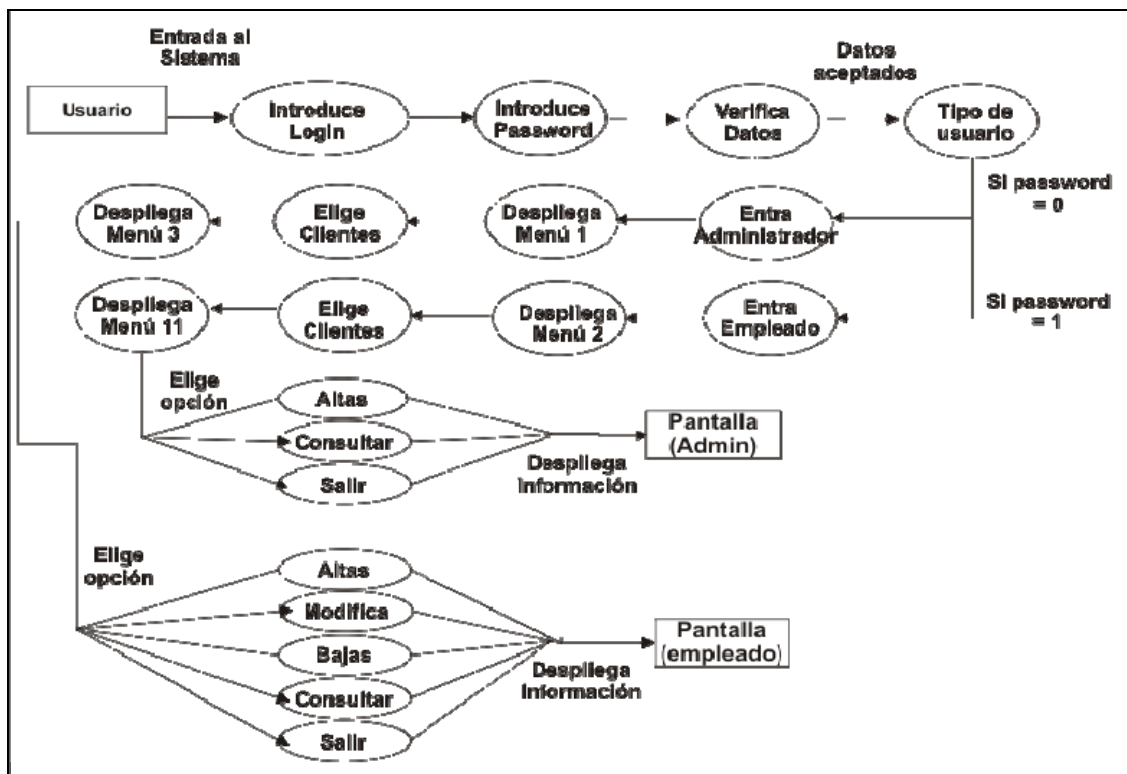 Entrada al
Sistema
Datos
aceptados
Usuario
Introduce
Login
Introduce
Password
Verifica
Datos
Tipo de
usuario
Si password
= 0
Despliega
Menú 3
Elige
Clientes
Despliega
Menú 1
Entra
Administrador
Despliega
Menú 11
Elige
Clientes
Despliega
Menú 2
Entra
Empleado
Si password
= 1
Elige
opción
Altas
Consultar
Salir
Despliega
Información
Pantalla
(Admin)
Elige
opción
Altas
Modifica
Bajas
Consultar
Salir
Despliega
Información
Pantalla
(empleado)